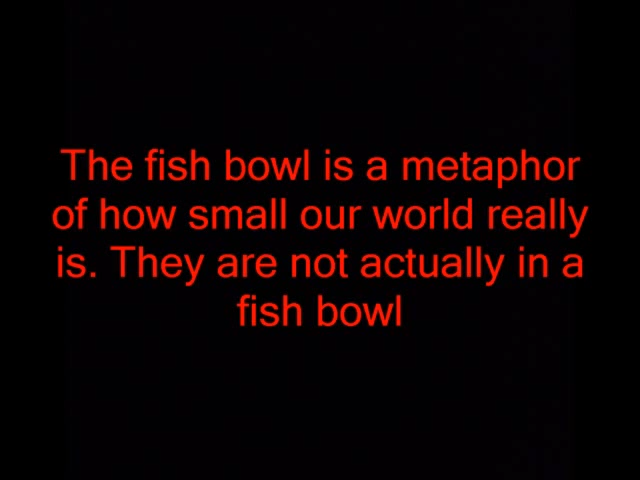 The fish bowl is a metaphor
of how small our world really
is. They are not actually in a
fish bowl